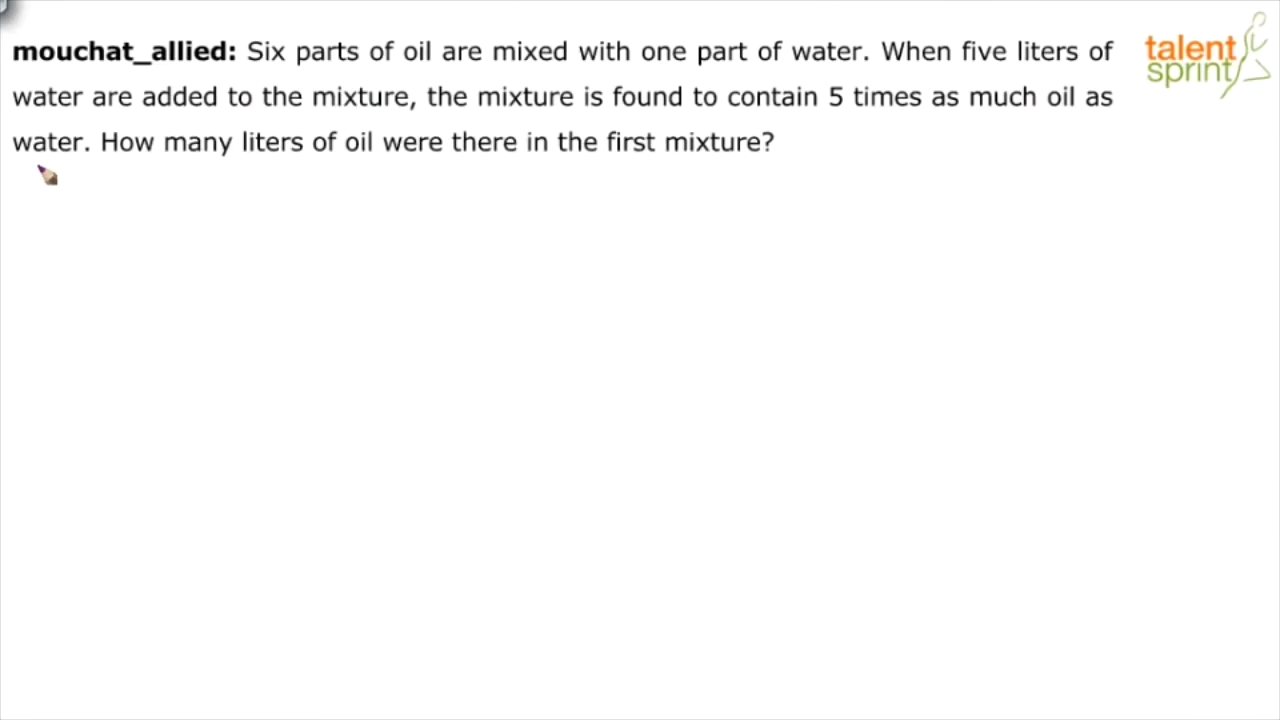 mouchat_allied: Six parts of oil are mixed with one part of water. When five liters of
water are added to the mixture, the mixture is found to contain 5 times as much oil as
water. How many liters of oil were there in the first mixture?
talent
sprint